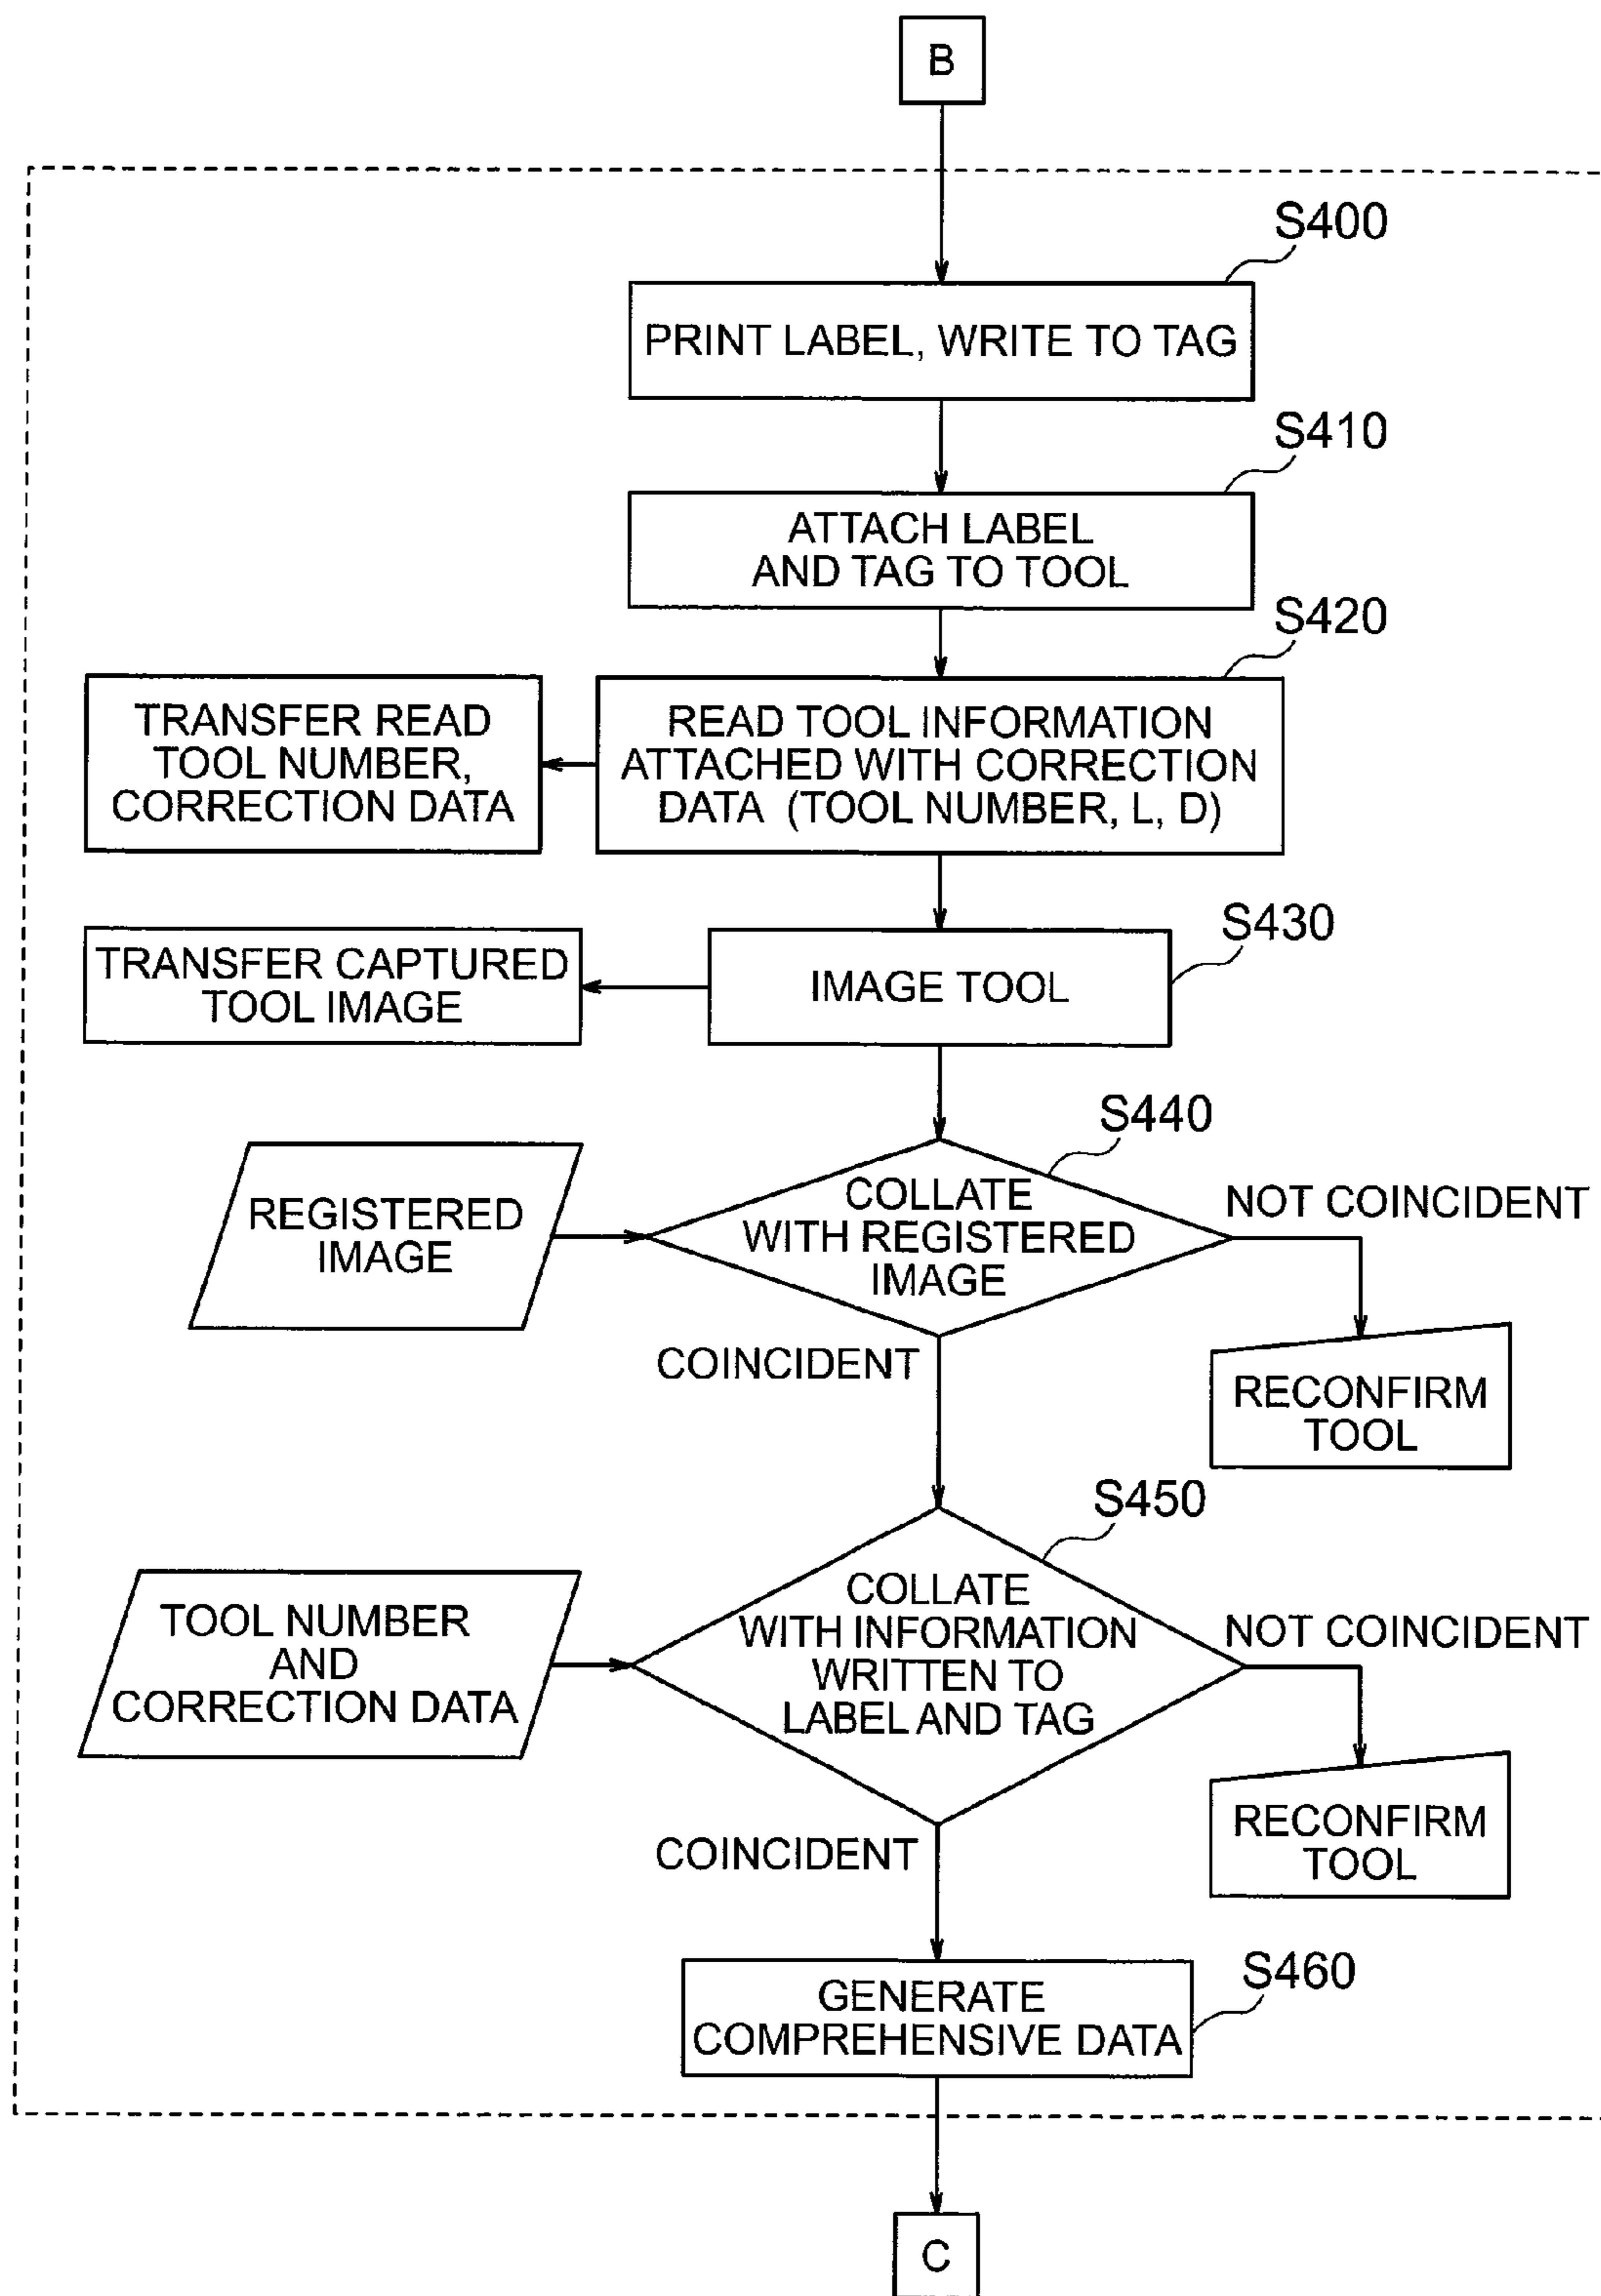 B
S400
PRINT LABEL, WRITE TO TAG
S410
ATTACH LABEL
AND TAG TO TOOL
S420
TRANSFER READ
TOOL NUMBER,
CORRECTION DATA
READ TOOL INFORMATION
ATTACHED WITH CORRECTION
DATA (TOOL NUMBER, L, D)
S430
TRANSFER CAPTURED
TOOL IMAGE
IMAGE TOOL
S440
REGISTERED
IMAGE
COLLATE
WITH REGISTERED
IMAGE
NOT COINCIDENT
COINCIDENT
RECONFIRM
TOOL
S450
TOOL NUMBER
AND
CORRECTION DATA
COLLATE
WITH INFORMATION
WRITTEN TO
LABEL AND TAG
NOT COINCIDENT
COINCIDENT
RECONFIRM
TOOL
S460
GENERATE
COMPREHENSIVE DATA
C